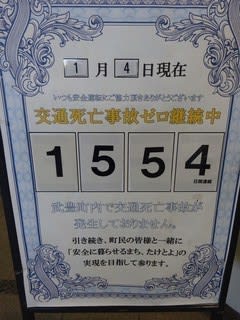 1月4日現在
いつも安全運転にご協力頂きありがとうございます
交通死亡事故ゼロ継続中
1554
日間連続
武豊町内で交通死亡事故が
発生しておりません。
引き続き、町民の皆様と一緒に
「安全に暮らせるまち、たけとよ」の
実現を目指して参ります。